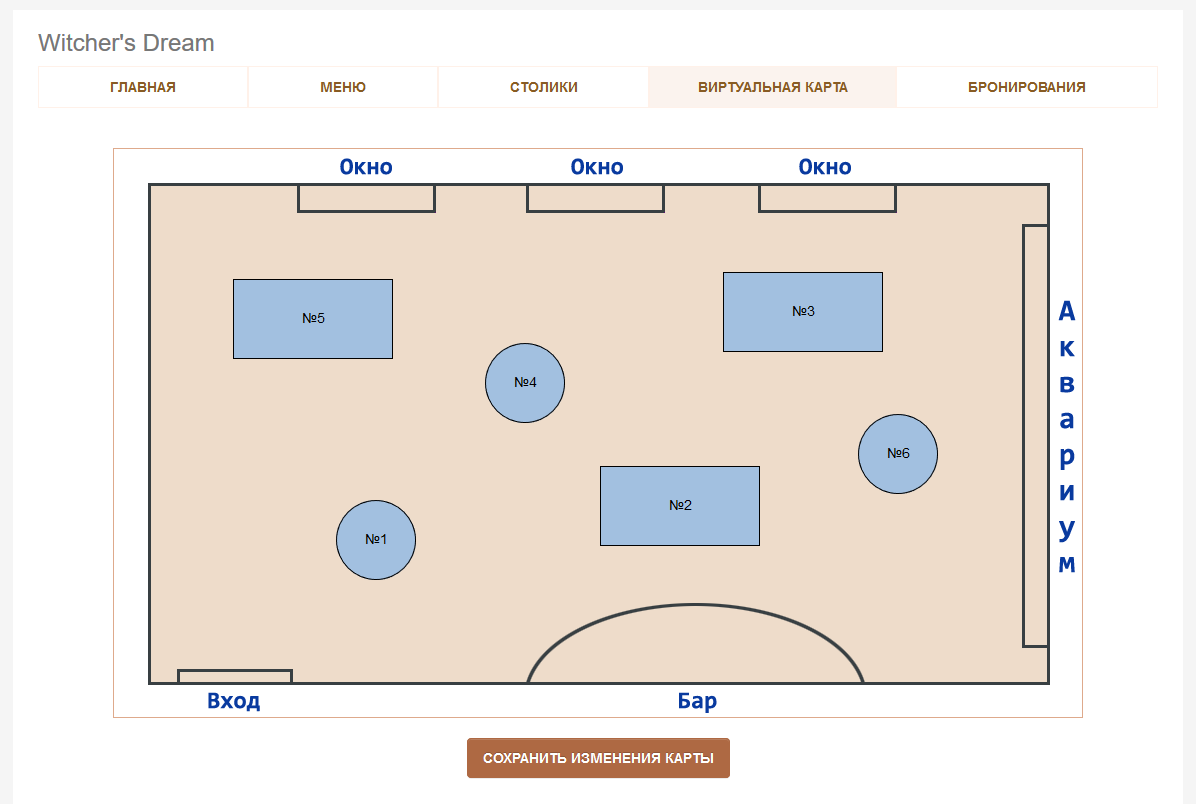 Witcher's Dream
ГЛАВНАЯ МЕНЮ СТОЛИКИ ВИРТУАЛЬНАЯ КАРТА БРОНИРОВАНИЯ
Окно Окно Окно
№5
№3
№4
№6
№2
№1
Аквариум
Вход Бар
СОХРАНИТЬ ИЗМЕНЕНИЯ КАРТЫ